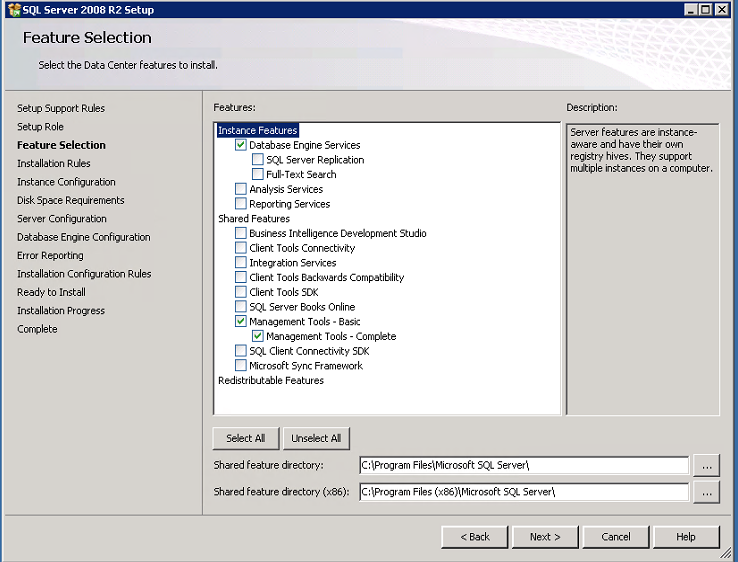 SQL Server 2008 R2 Setup
Feature Selection
Select the Data Center features to install.
Setup Support Rules
Setup Role
Feature Selection
Installation Rules
Instance Configuration
Disk Space Requirements
Server Configuration
Database Engine Configuration
Error Reporting
Installation Configuration Rules
Ready to Install
Installation Progress
Complete
Features:
Instance Features
Database Engine Services
SQL Server Replication
Full-Text Search
Analysis Services
Reporting Services
Shared Features
Business Intelligence Development Studio
Client Tools Connectivity
Integration Services
Client Tools Backwards Compatibility
Client Tools SDK
SQL Server Books Online
Management Tools - Basic
Management Tools - Complete
SQL Client Connectivity SDK
Microsoft Sync Framework
Redistributable Features
Description:
Server features are instance-
aware and have their own
registry hives. They support
multiple instances on a computer.
Select All
Unselect All
Shared feature directory:
C:\Program Files\Microsoft SQL Server\
...
Shared feature directory (x86):
C:\Program Files (x86)\Microsoft SQL Server\
...
< Back
Next >
Cancel
Help